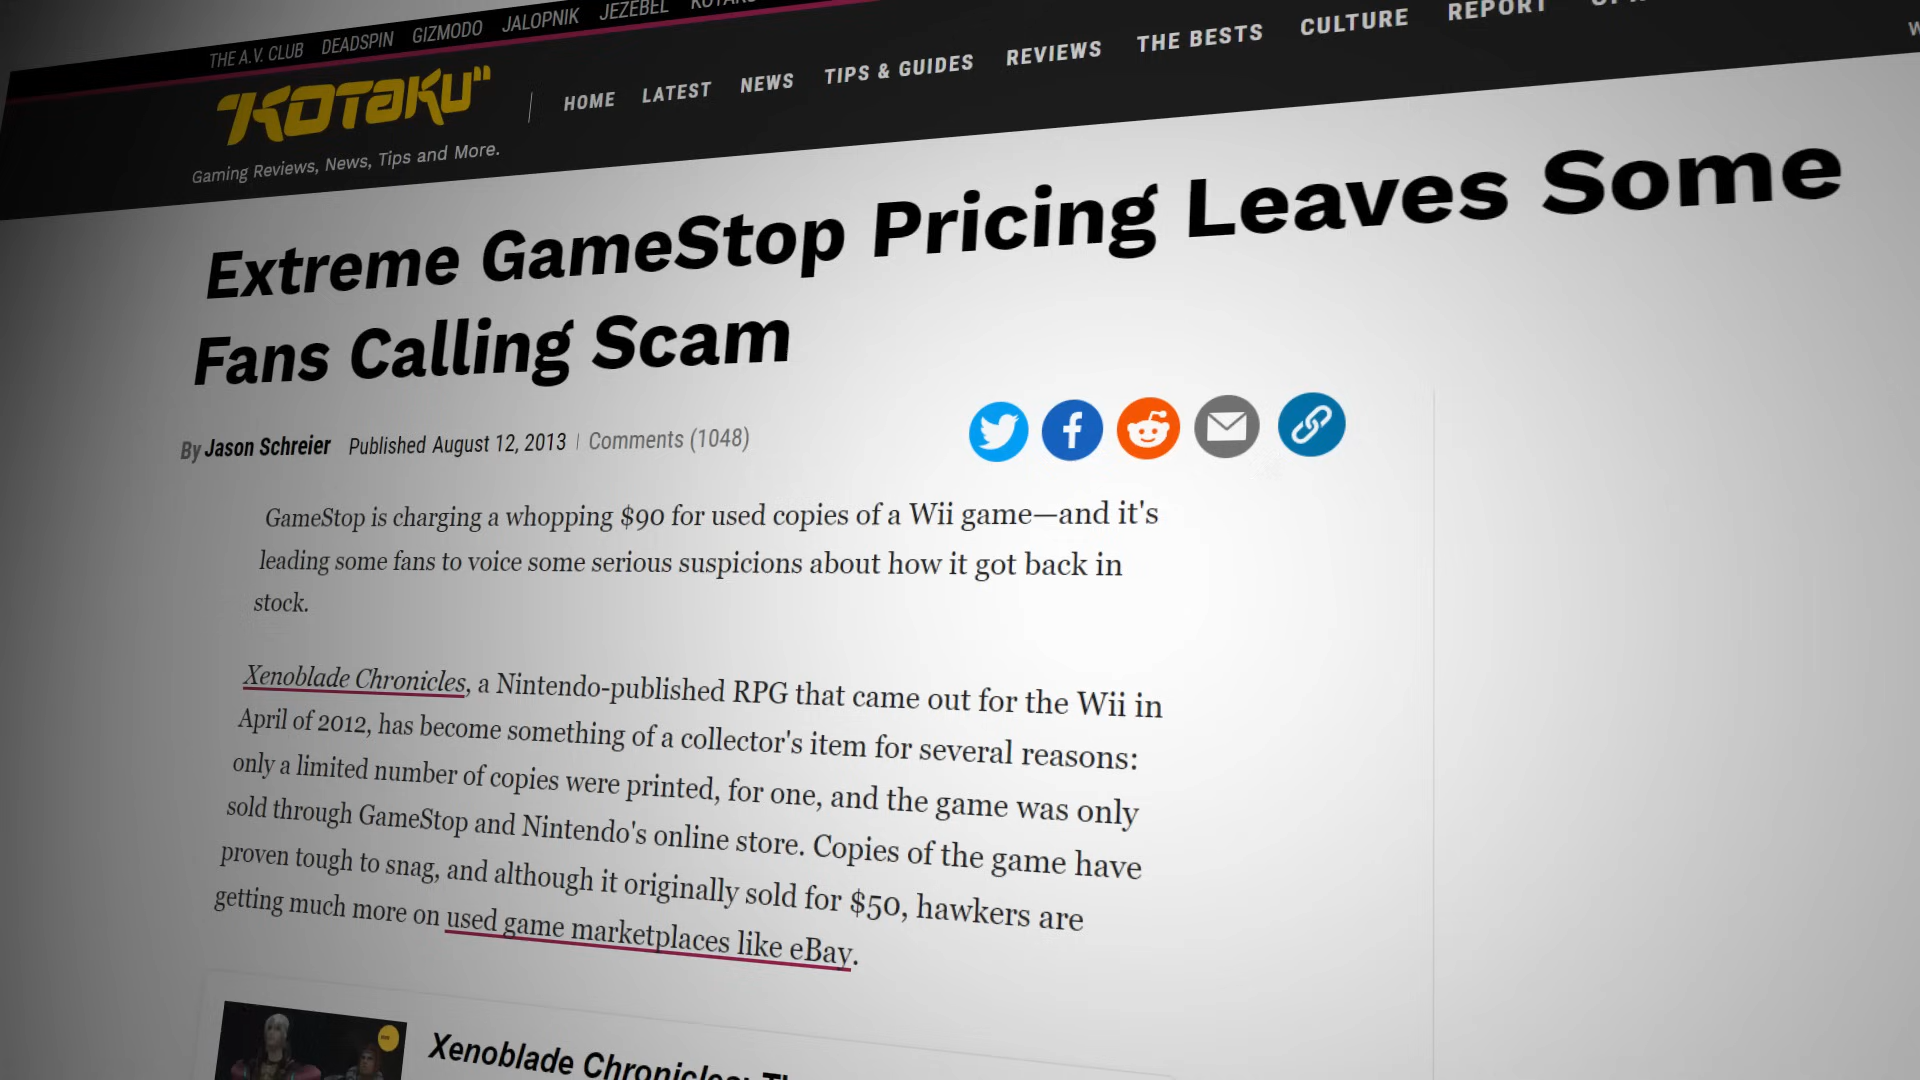 THE A.V. CLUB DEADSPIN GIZMODO JALOPNIK JEZEBEL
KOTAKU
HOME LATEST NEWS TIPS & GUIDES REVIEWS THE BESTS CULTURE REPORT
Gaming Reviews, News, Tips and More.
Extreme GameStop Pricing Leaves Some
Fans Calling Scam
By Jason Schreier Published August 12, 2013 | Comments (1048)
GameStop is charging a whopping $90 for used copies of a Wii game—and it's
leading some fans to voice some serious suspicions about how it got back in
stock.
Xenoblade Chronicles, a Nintendo-published RPG that came out for the Wii in
April of 2012, has become something of a collector's item for several reasons:
only a limited number of copies were printed, for one, and the game was only
sold through GameStop and Nintendo's online store. Copies of the game have
proven tough to snag, and although it originally sold for $50, hawkers are
getting much more on used game marketplaces like eBay.
Xenoblade Chronicles: